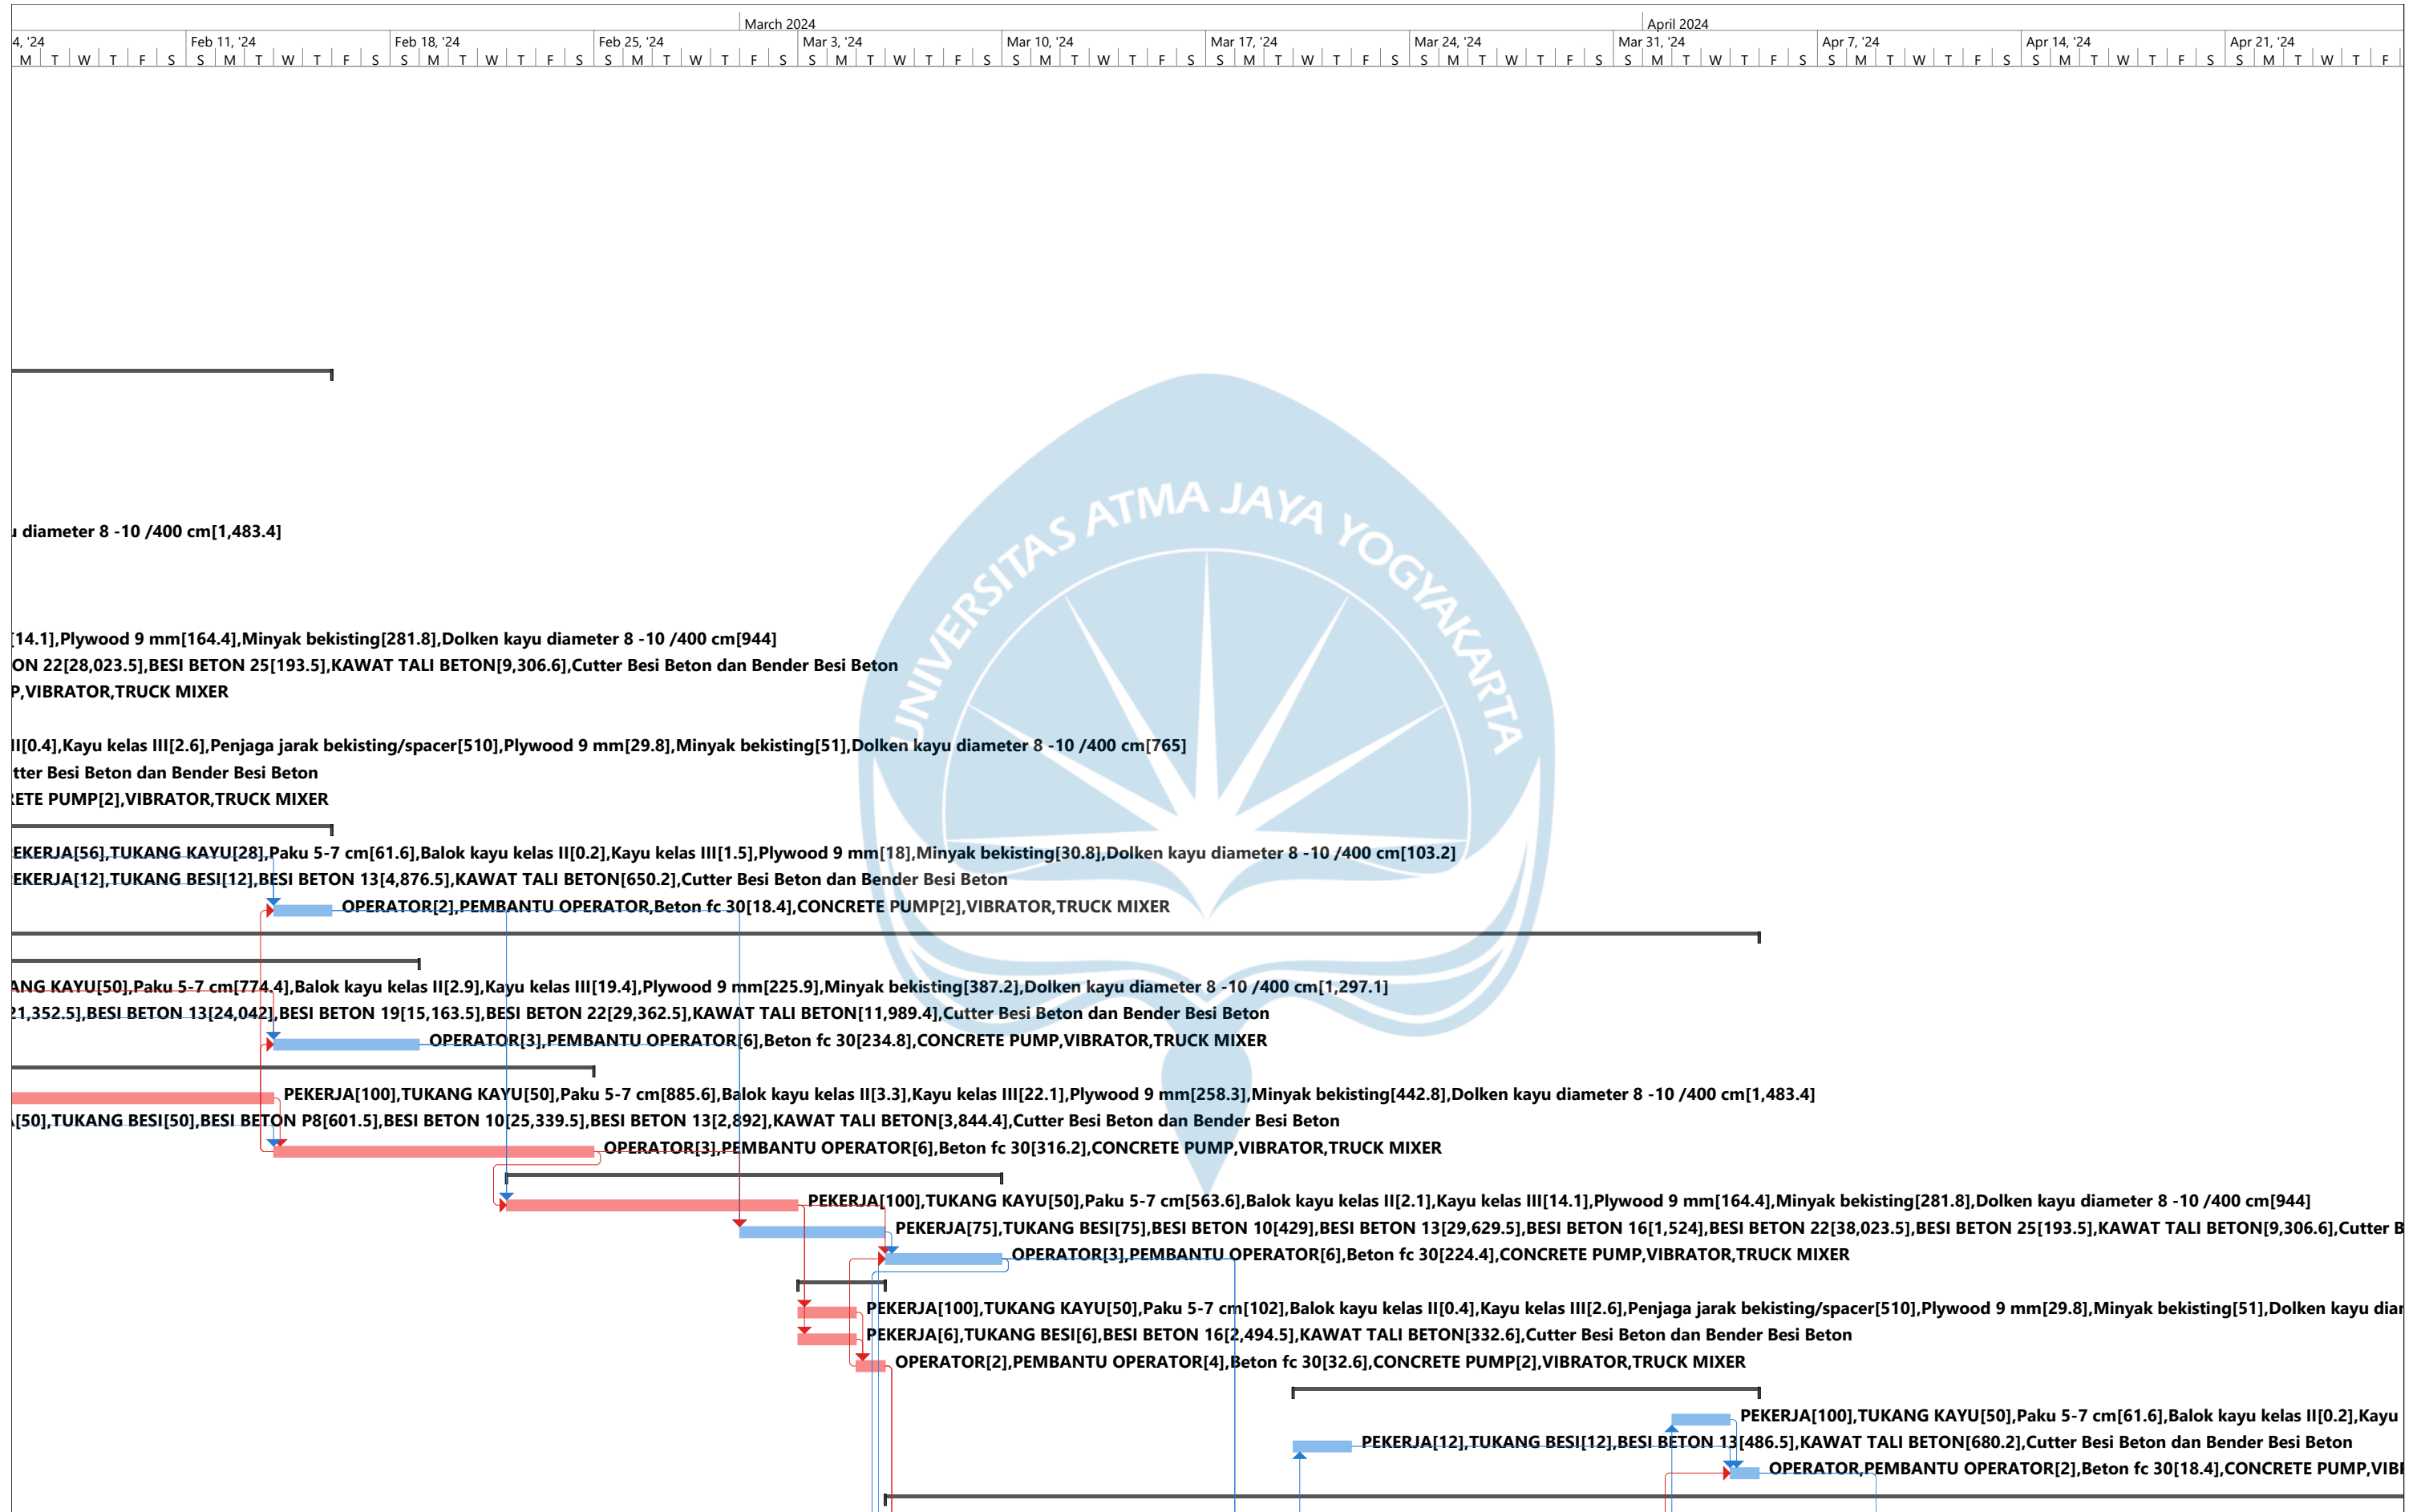 March 2024 April 2024
4, '24 Feb 11, '24 Feb 18, '24 Feb 25, '24 Mar 3, '24 Mar 10, '24 Mar 17, '24 Mar 24, '24 Mar 31, '24 Apr 7, '24 Apr 14, '24 Apr 21, '24
M T W T F S S M T W T F S S M T W T F S S M T W T F S S M T W T F S S M T W T F S S M T W T F S S M T W T F S S M T W T F S S M T W T F S S M T W T F S S M T W T F
UNIVERSITAS ATMA JAYA YOGYAKARTA
u diameter 8 -10 /400 cm[1,483.4]
[14.1],Plywood 9 mm[164.4],Minyak bekisting[281.8],Dolken kayu diameter 8 -10 /400 cm[944]
ON 22[28,023.5],BESI BETON 25[193.5],KAWAT TALI BETON[9,306.6],Cutter Besi Beton dan Bender Besi Beton
P,VIBRATOR,TRUCK MIXER
II[0.4],Kayu kelas III[2.6],Penjaga jarak bekisting/spacer[510],Plywood 9 mm[29.8],Minyak bekisting[51],Dolken kayu diameter 8 -10 /400 cm[765]
tter Besi Beton dan Bender Besi Beton
RETE PUMP[2],VIBRATOR,TRUCK MIXER
EKERJA[56],TUKANG KAYU[28],Paku 5-7 cm[61.6],Balok kayu kelas II[0.2],Kayu kelas III[1.5],Plywood 9 mm[18],Minyak bekisting[30.8],Dolken kayu diameter 8 -10 /400 cm[103.2]
EKERJA[12],TUKANG BESI[12],BESI BETON 13[4,876.5],KAWAT TALI BETON[650.2],Cutter Besi Beton dan Bender Besi Beton
OPERATOR[2],PEMBANTU OPERATOR,Beton fc 30[18.4],CONCRETE PUMP[2],VIBRATOR,TRUCK MIXER
ANG KAYU[50],Paku 5-7 cm[774.4],Balok kayu kelas II[2.9],Kayu kelas III[19.4],Plywood 9 mm[225.9],Minyak bekisting[387.2],Dolken kayu diameter 8 -10 /400 cm[1,297.1]
21,352.5],BESI BETON 13[24,042],BESI BETON 19[15,163.5],BESI BETON 22[29,362.5],KAWAT TALI BETON[11,989.4],Cutter Besi Beton dan Bender Besi Beton
OPERATOR[3],PEMBANTU OPERATOR[6],Beton fc 30[234.8],CONCRETE PUMP,VIBRATOR,TRUCK MIXER
PEKERJA[100],TUKANG KAYU[50],Paku 5-7 cm[885.6],Balok kayu kelas II[3.3],Kayu kelas III[22.1],Plywood 9 mm[258.3],Minyak bekisting[442.8],Dolken kayu diameter 8 -10 /400 cm[1,483.4]
A[50],TUKANG BESI[50],BESI BETON P8[601.5],BESI BETON 10[25,339.5],BESI BETON 13[2,892],KAWAT TALI BETON[3,844.4],Cutter Besi Beton dan Bender Besi Beton
OPERATOR[3],PEMBANTU OPERATOR[6],Beton fc 30[316.2],CONCRETE PUMP,VIBRATOR,TRUCK MIXER
PEKERJA[100],TUKANG KAYU[50],Paku 5-7 cm[563.6],Balok kayu kelas II[2.1],Kayu kelas III[14.1],Plywood 9 mm[164.4],Minyak bekisting[281.8],Dolken kayu diameter 8 -10 /400 cm[944]
PEKERJA[75],TUKANG BESI[75],BESI BETON 10[429],BESI BETON 13[29,629.5],BESI BETON 16[1,524],BESI BETON 22[38,023.5],BESI BETON 25[193.5],KAWAT TALI BETON[9,306.6],Cutter B
OPERATOR[3],PEMBANTU OPERATOR[6],Beton fc 30[224.4],CONCRETE PUMP,VIBRATOR,TRUCK MIXER
PEKERJA[100],TUKANG KAYU[50],Paku 5-7 cm[102],Balok kayu kelas II[0.4],Kayu kelas III[2.6],Penjaga jarak bekisting/spacer[510],Plywood 9 mm[29.8],Minyak bekisting[51],Dolken kayu diar
PEKERJA[6],TUKANG BESI[6],BESI BETON 16[2,494.5],KAWAT TALI BETON[332.6],Cutter Besi Beton dan Bender Besi Beton
OPERATOR[2],PEMBANTU OPERATOR[4],Beton fc 30[32.6],CONCRETE PUMP[2],VIBRATOR,TRUCK MIXER
PEKERJA[100],TUKANG KAYU[50],Paku 5-7 cm[61.6],Balok kayu kelas II[0.2],Kayu
PEKERJA[12],TUKANG BESI[12],BESI BETON 13[486.5],KAWAT TALI BETON[680.2],Cutter Besi Beton dan Bender Besi Beton
OPERATOR,PEMBANTU OPERATOR[2],Beton fc 30[18.4],CONCRETE PUMP,VIBI